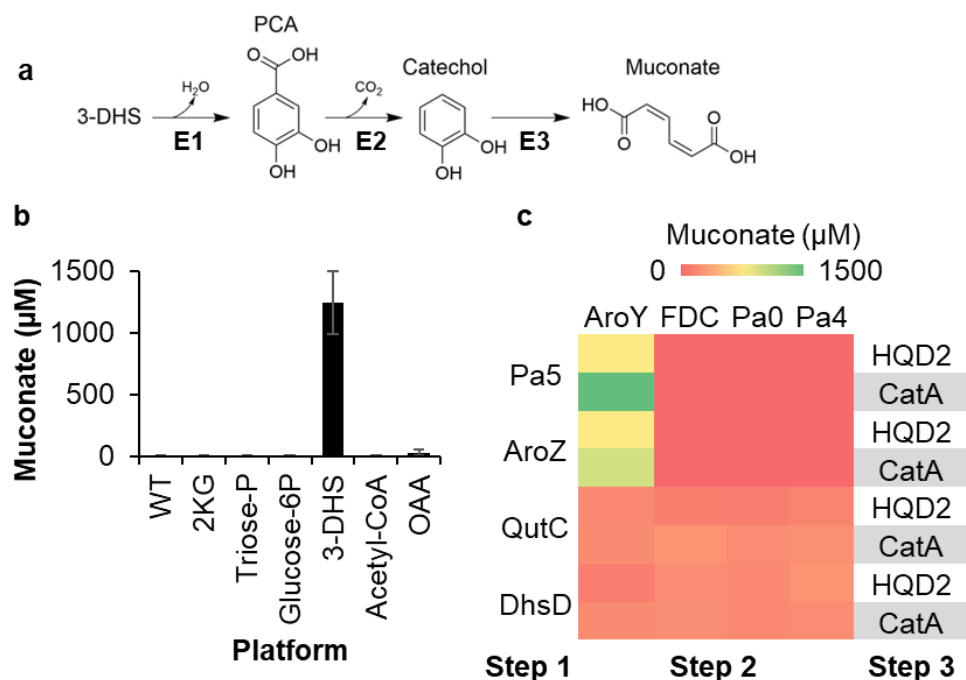 a
PCA
Catechol
Muconate
3-DHS
H₂O
E1
O
OH
OH
OH
CO₂
E2
OH
OH
E3
HO
O
O
OH
b
Muconate (µM)
1500
1000
500
0
WT
2KG
Triose-P
Glucose-6P
3-DHS
Acetyl-CoA
OAA
Platform
c
Muconate (µM)
0 1500
AroY FDC Pa0 Pa4
Pa5
HQD2
CatA
AroZ
HQD2
CatA
QutC
HQD2
CatA
DhsD
HQD2
CatA
Step 1 Step 2 Step 3